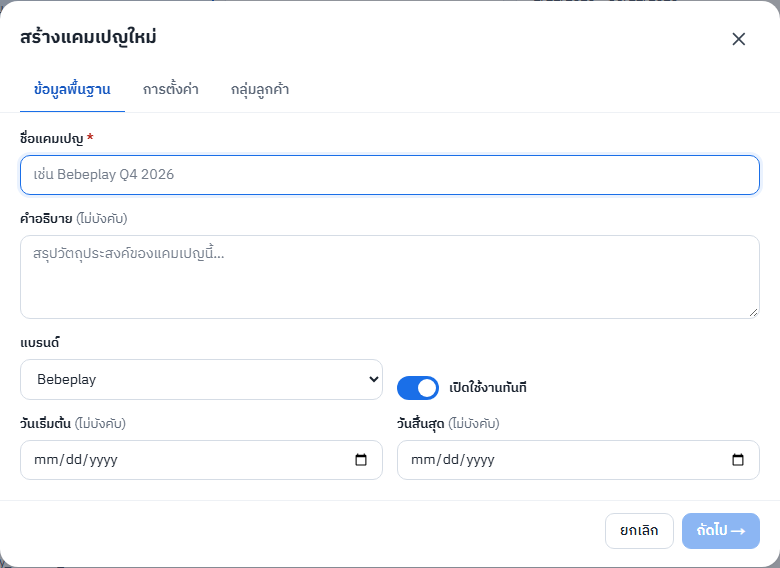 สร้างแคมเปญใหม่
ข้อมูลพื้นฐาน การตั้งค่า กลุ่มลูกค้า
ชื่อแคมเปญ *
เช่น Bebeplay Q4 2026
คำอธิบาย (ไม่บังคับ)
สรุปวัตถุประสงค์ของแคมเปญนี้...
แบรนด์
Bebeplay เปิดใช้งานทันที
วันเริ่มต้น (ไม่บังคับ) วันสิ้นสุด (ไม่บังคับ)
mm/dd/yyyy mm/dd/yyyy
ยกเลิก ถัดไป →